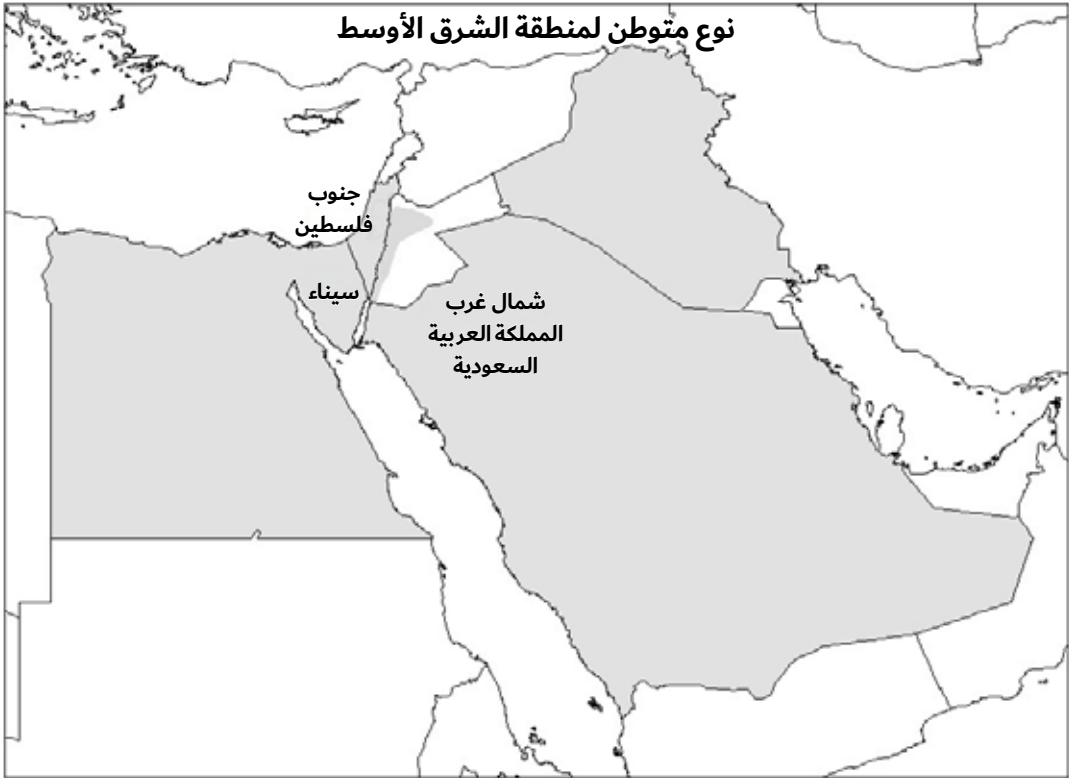 نوع متوطن لمنطقة الشرق الأوسط
جنوب
فلسطين
سيناء
شمال غرب
المملكة العربية
السعودية